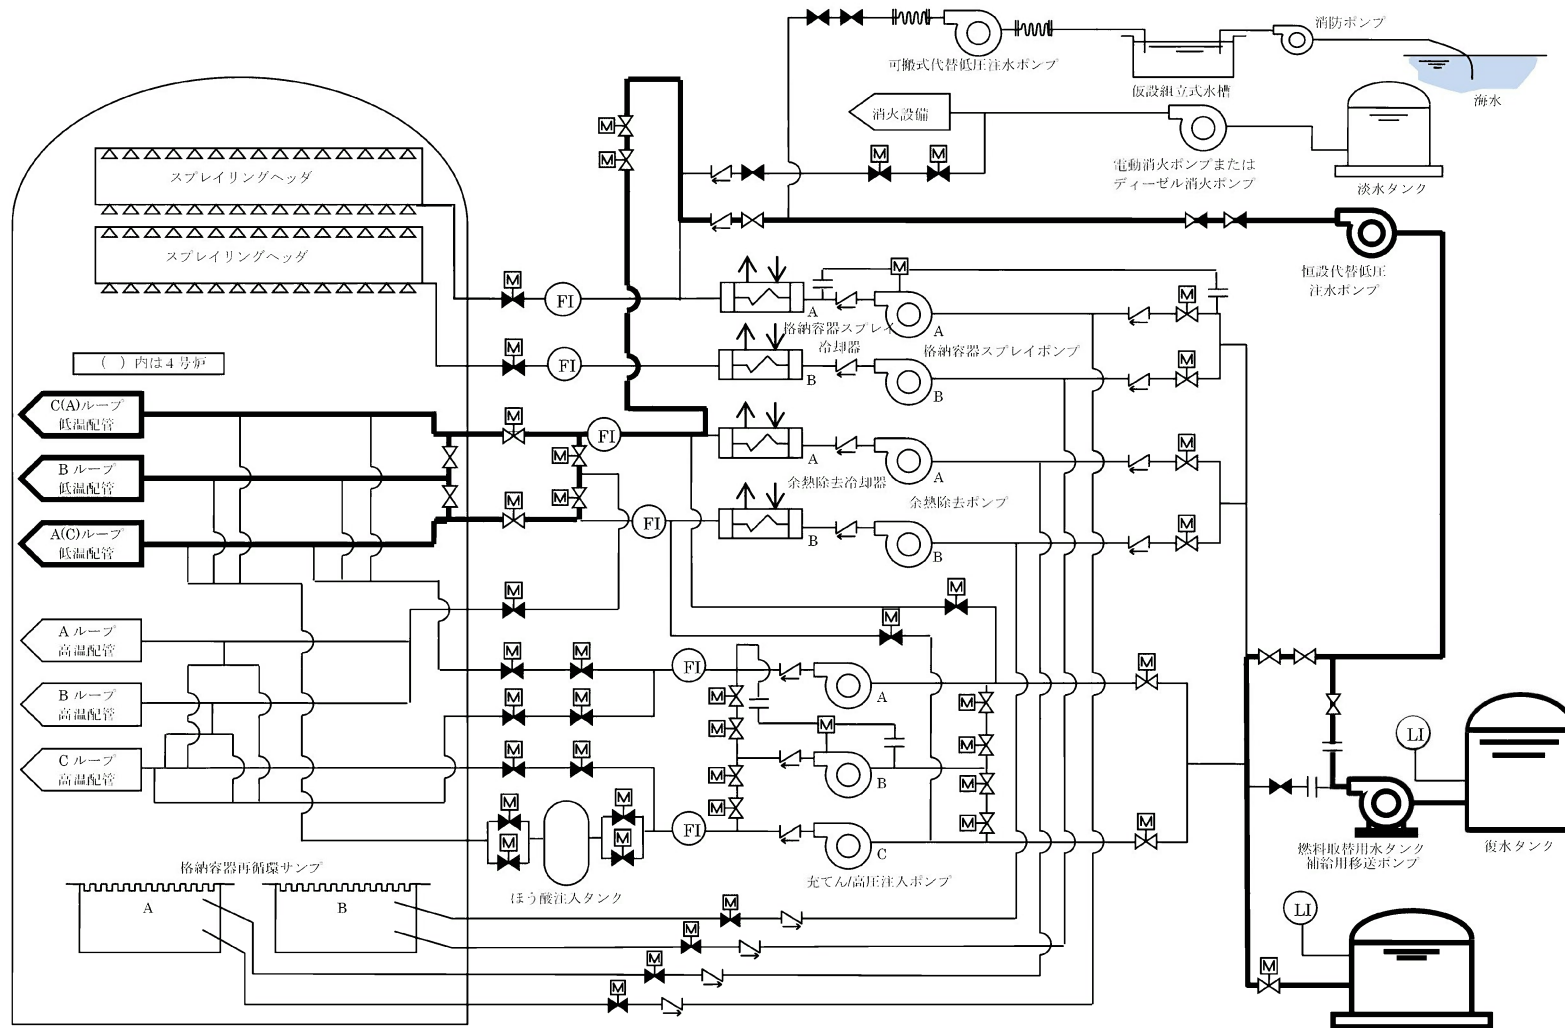 消防ポンプ
可搬式代替低圧注水ポンプ
仮設組立式水槽
海水
消火設備
電動消火ポンプまたは
ディーゼル消火ポンプ
淡水タンク
M
M
M
M
スプレイリングヘッダ
スプレイリングヘッダ
恒設代替低圧
注水ポンプ
M
FI
M
A
格納容器スプレイ
冷却器
A
格納容器スプレイポンプ
M
M
FI
B
B
M
( ) 内は4号炉
C(A)ループ
低温配管
M
FI
M
A
余熱除去冷却器
A
余熱除去ポンプ
M
Bループ
低温配管
M
M
FI
B
B
M
A(C)ループ
低温配管
M
M
M
Aループ
高温配管
M
M
FI
A
M
Bループ
高温配管
M
M
M
M
M
M
M
Cループ
高温配管
M
M
M
M
B
M
LI
M
M
M
M
FI
C
M
M
ほう酸注入タンク
充てん/高圧注入ポンプ
燃料取替用水タンク
補給用移送ポンプ
復水タンク
格納容器再循環サンプ
A
B
M
M
M
M
LI
M